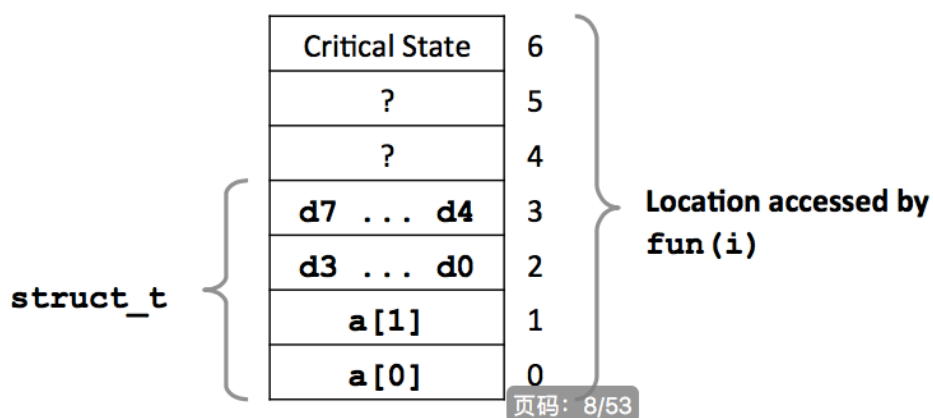 Critical State 6
? 5
? 4
d7 ... d4 3
d3 ... d0 2
a[1] 1
a[0] 0
struct_t
Location accessed by
fun(i)
页码：8/53